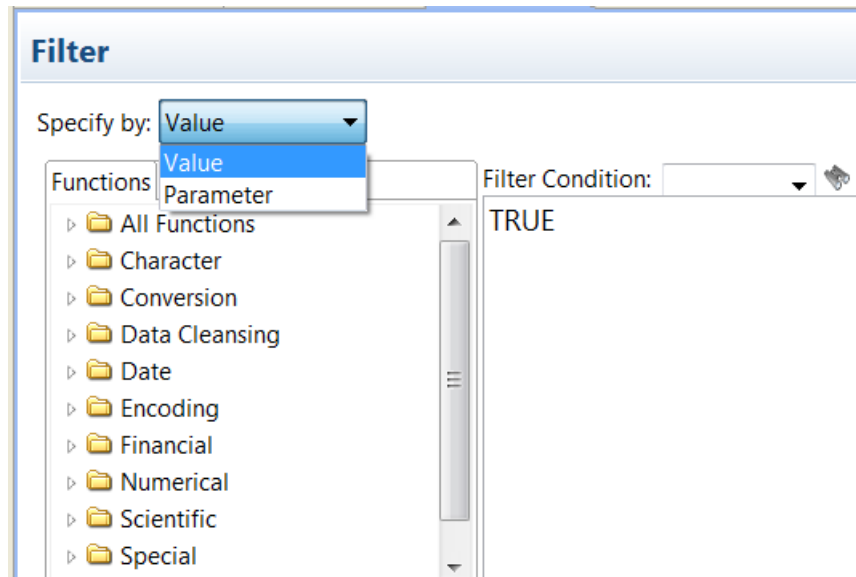 Filter
Specify by: Value
Value
Parameter
Functions
Filter Condition:
TRUE
All Functions
Character
Conversion
Data Cleansing
Date
Encoding
Financial
Numerical
Scientific
Special